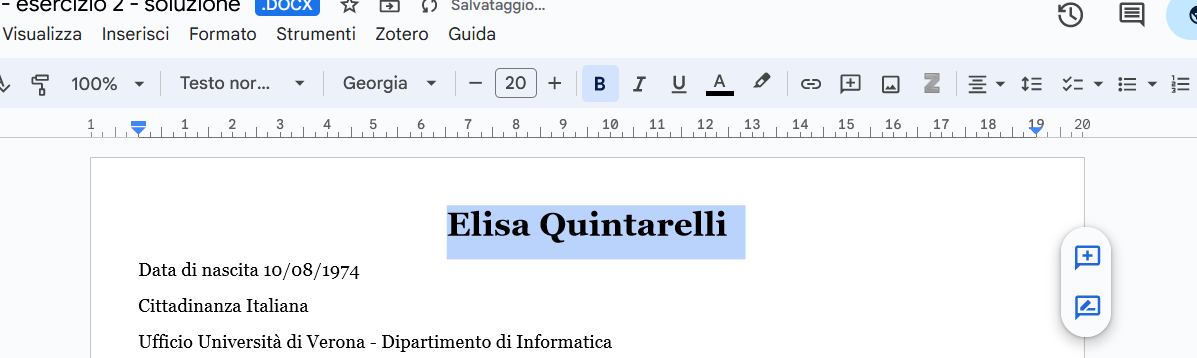 - esercizio 2 - soluzione .DOCX Salvataggio...
Visualizza Inserisci Formato Strumenti Zotero Guida
100% Testo nor... Georgia — 20 + B I U A Z
1 1 2 3 4 5 6 7 8 9 10 11 12 13 14 15 16 17 18 19 20
Elisa Quintarelli
Data di nascita 10/08/1974
Cittadinanza Italiana
Ufficio Università di Verona - Dipartimento di Informatica